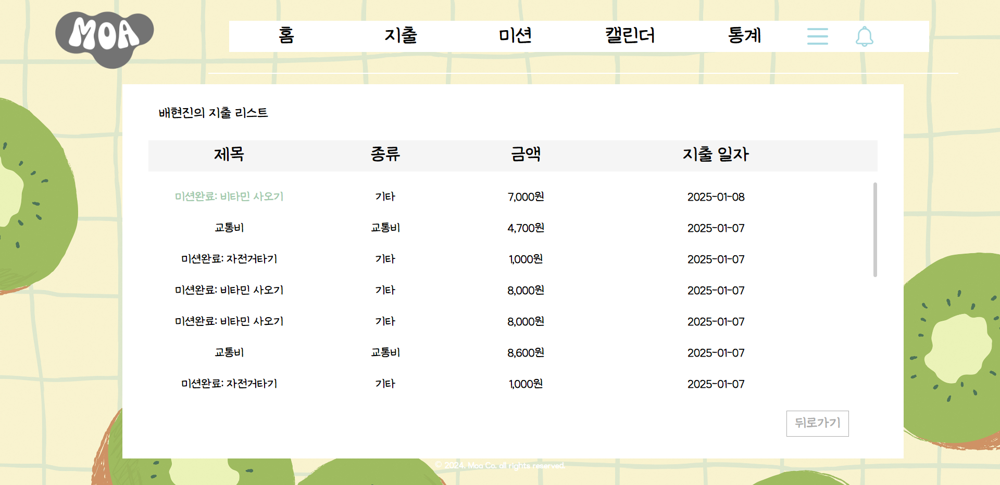 MOA
홈 지출 미션 캘린더 통계
배현진의 지출 리스트
제목 종류 금액 지출 일자
미션완료: 비타민 사오기 기타 7,000원 2025-01-08
교통비 교통비 4,700원 2025-01-07
미션완료: 자전거타기 기타 1,000원 2025-01-07
미션완료: 비타민 사오기 기타 8,000원 2025-01-07
미션완료: 비타민 사오기 기타 8,000원 2025-01-07
교통비 교통비 8,600원 2025-01-07
미션완료: 자전거타기 기타 1,000원 2025-01-07
뒤로가기
© 2024. Moa Co. all rights reserved.